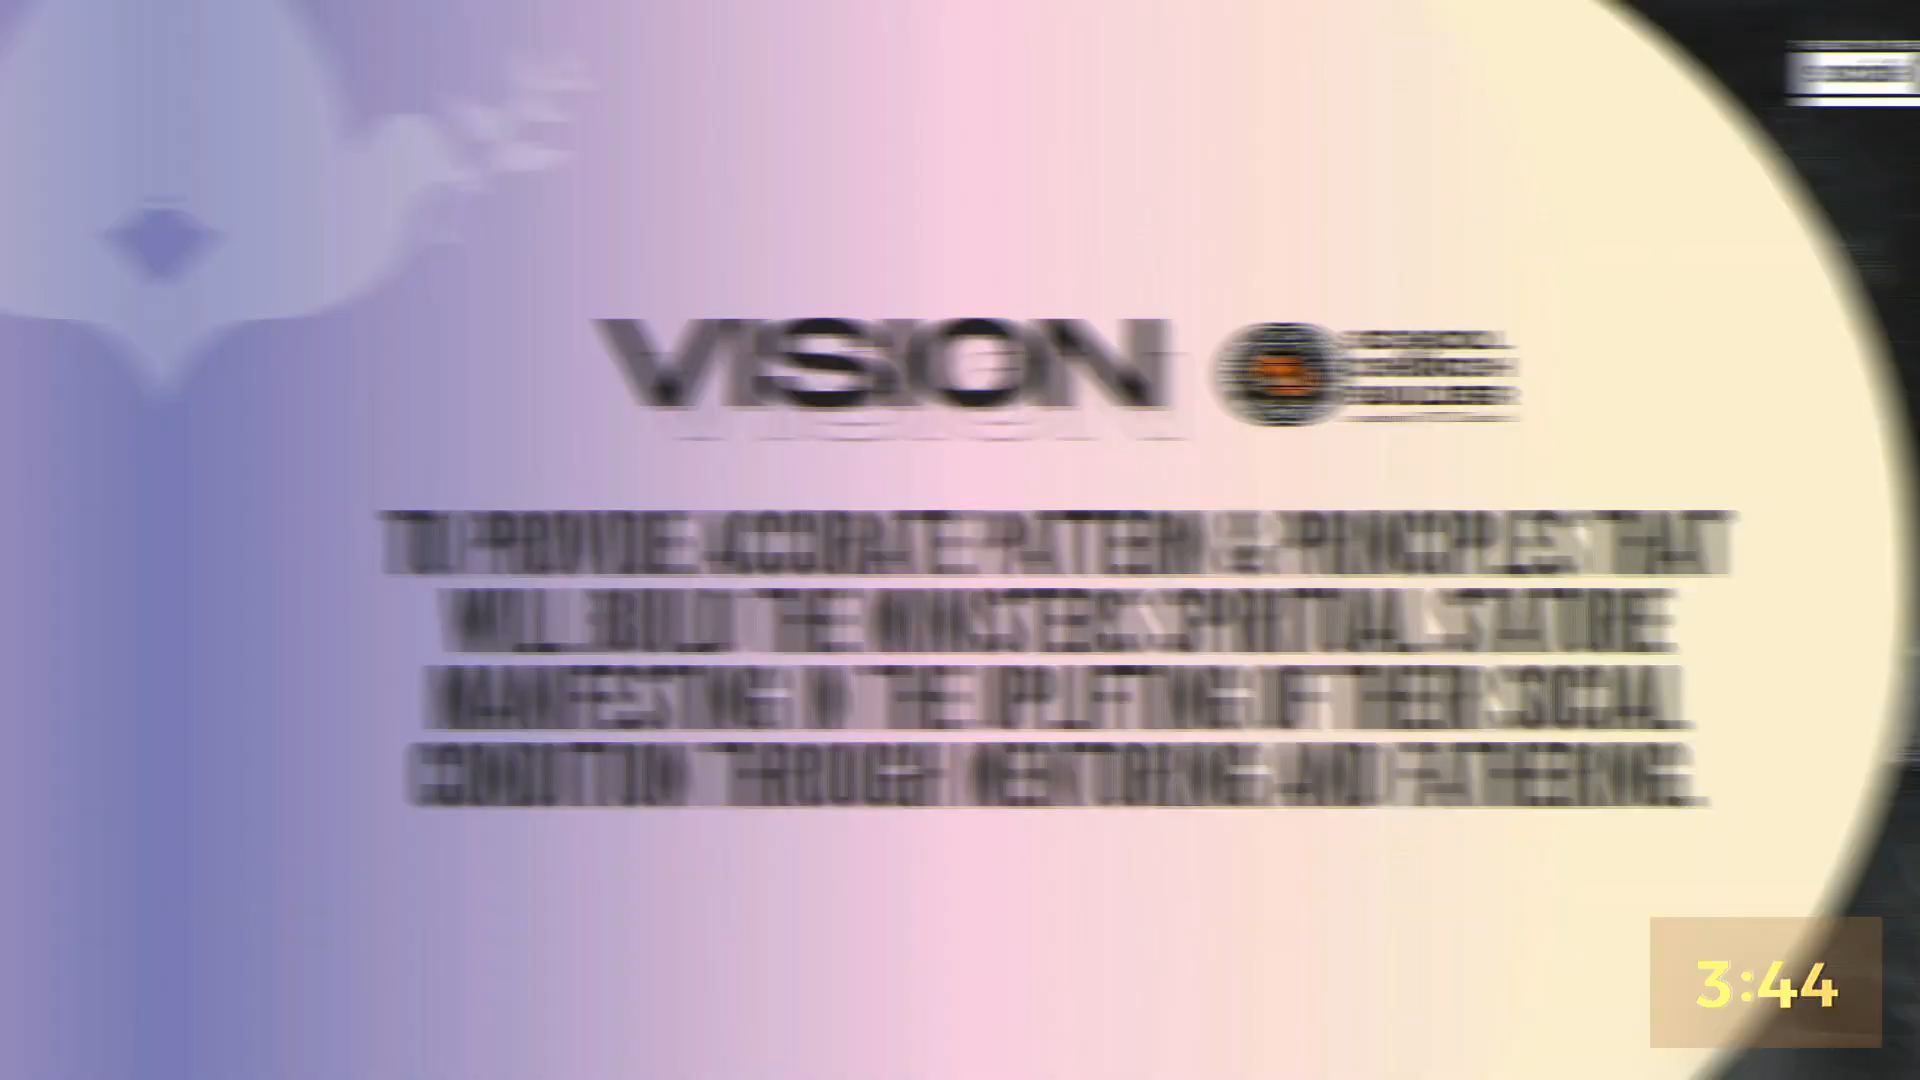 VISION
TO PROVIDE ACCURATE PATTERN & PRINCIPLES THAT
WILL BUILD THE MINISTERS SPIRITUAL STATURE
MANIFESTING IN THE UPLIFTING OF THEIR SOCIAL
CONDITION THROUGH MENTORING AND FATHERING.
3:44